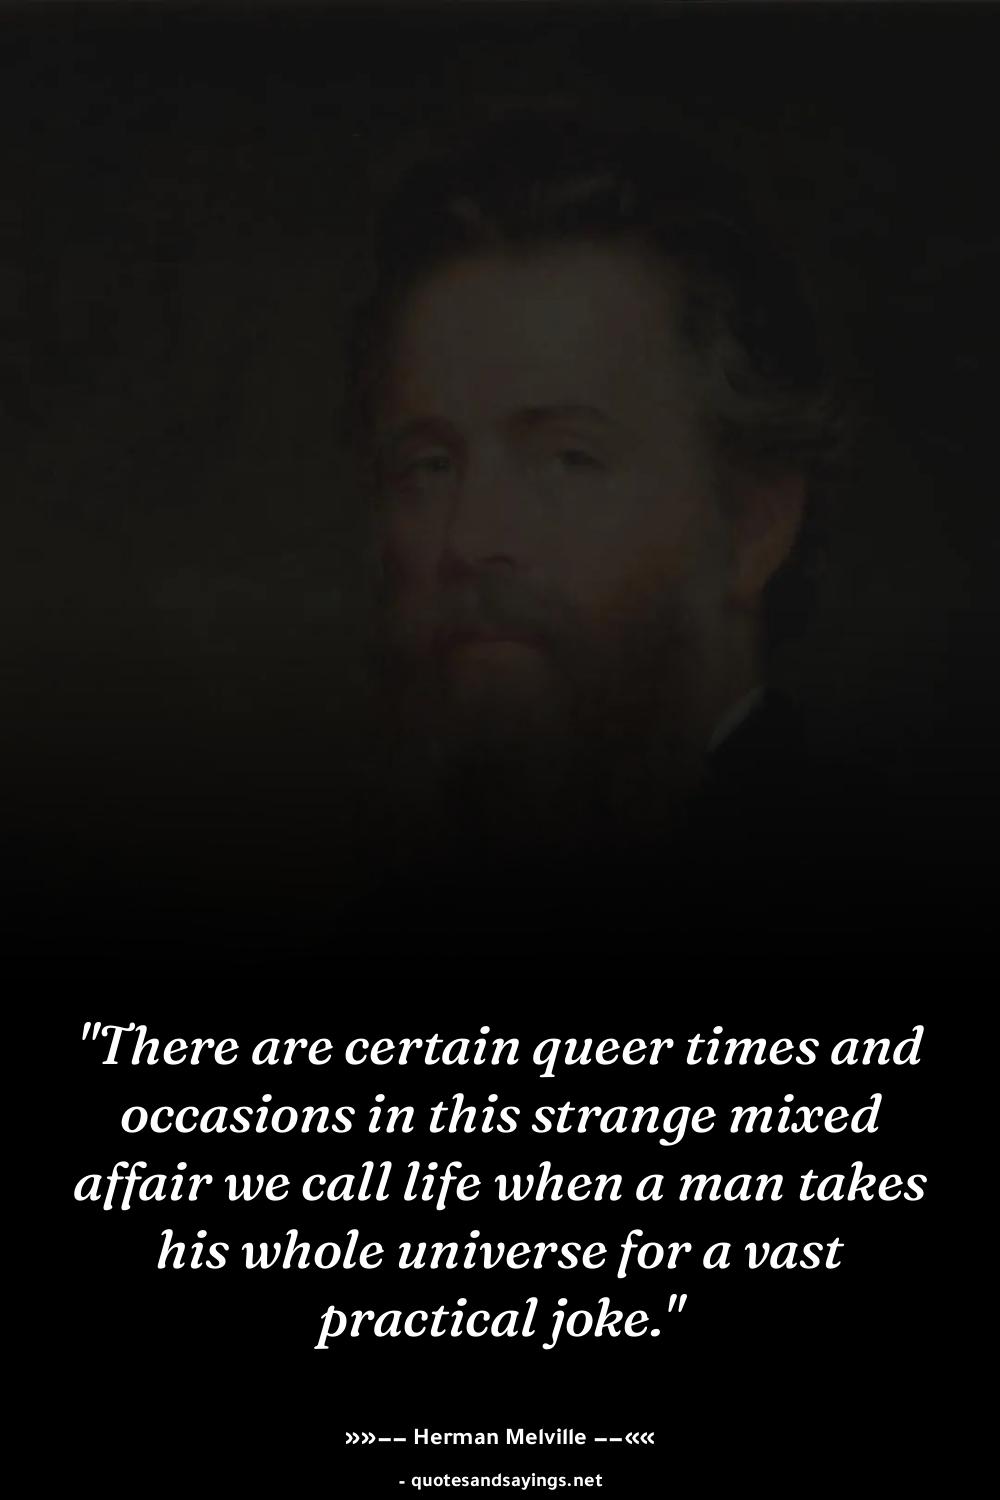 "There are certain queer times and
occasions in this strange mixed
affair we call life when a man takes
his whole universe for a vast
practical joke."
»»−− Herman Melville −−««
- quotesandsayings.net